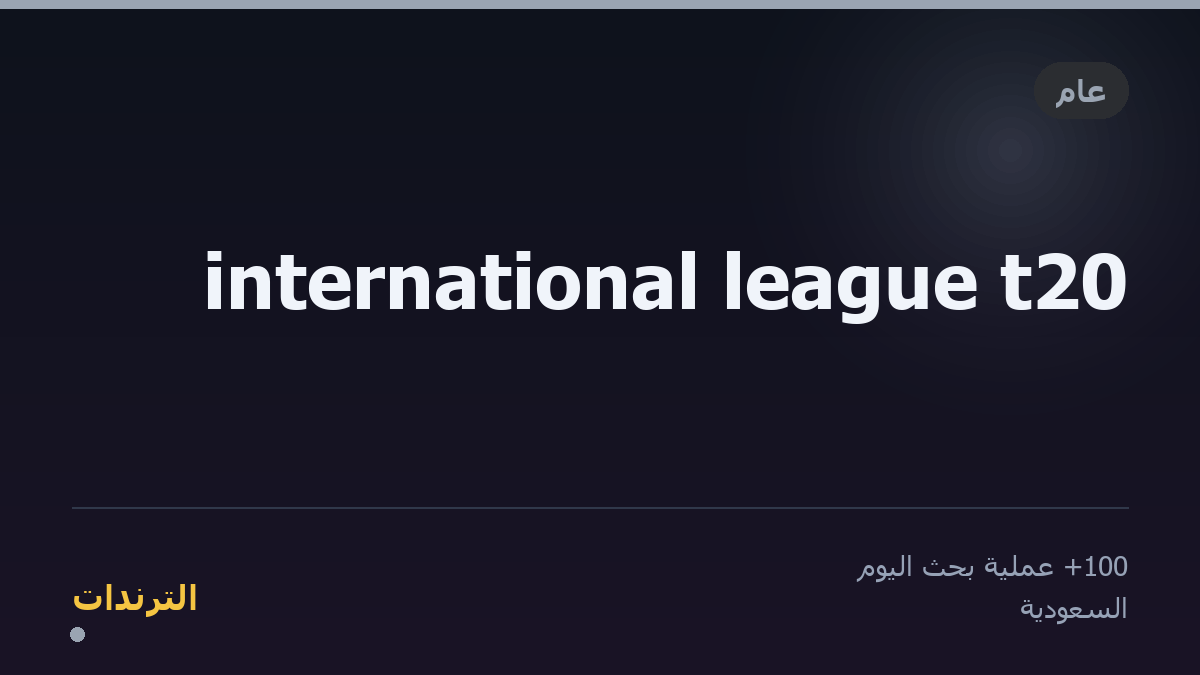 عام
international league t20
100+ عملية بحث اليوم
السعودية
الترندات